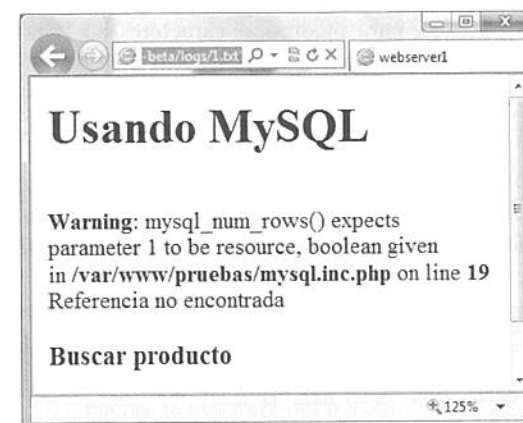 beta/logs/1.txt
webserver1
Usando MySQL
Warning: mysql_num_rows() expects
parameter 1 to be resource, boolean given
in /var/www/pruebas/mysql.inc.php on line 19
Referencia no encontrada
Buscar producto
125%